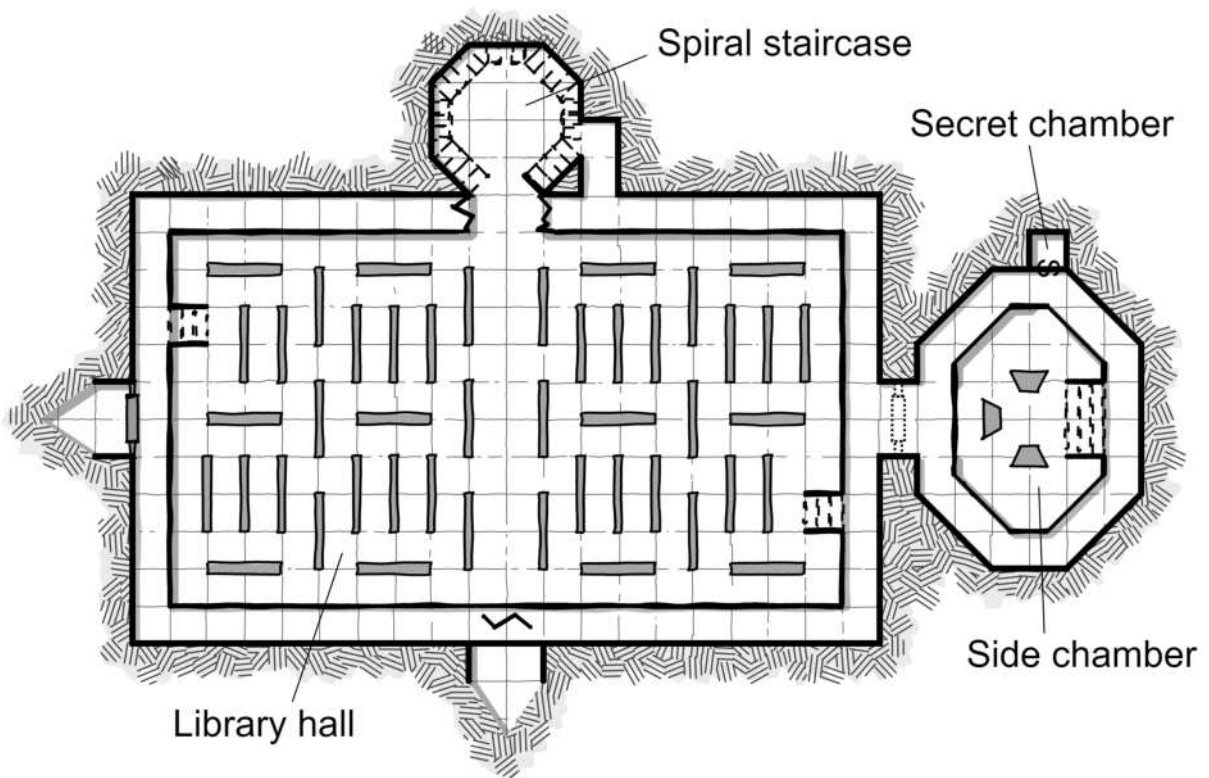 Spiral staircase
Secret chamber
S
Side chamber
Library hall